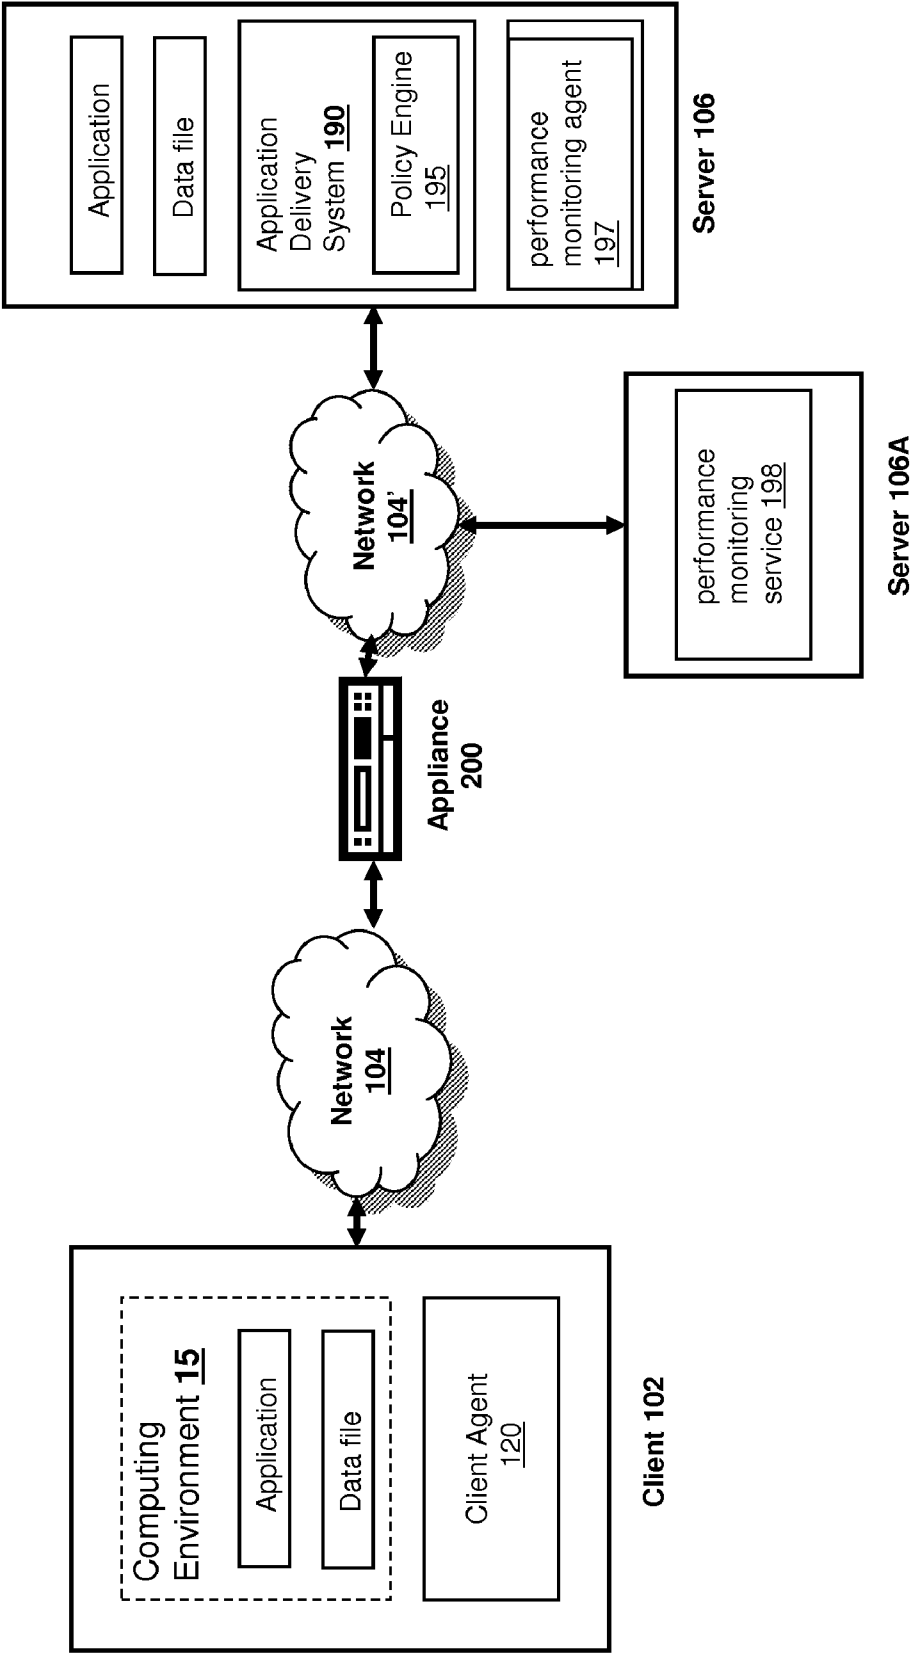 Computing
Environment 15
Application
Data file
Client Agent
120
Client 102
Network
104
Appliance
200
Network
104'
performance
monitoring
service 198
Server 106A
Application
Data file
Application
Delivery
System 190
Policy Engine
195
performance
monitoring agent
197
Server 106